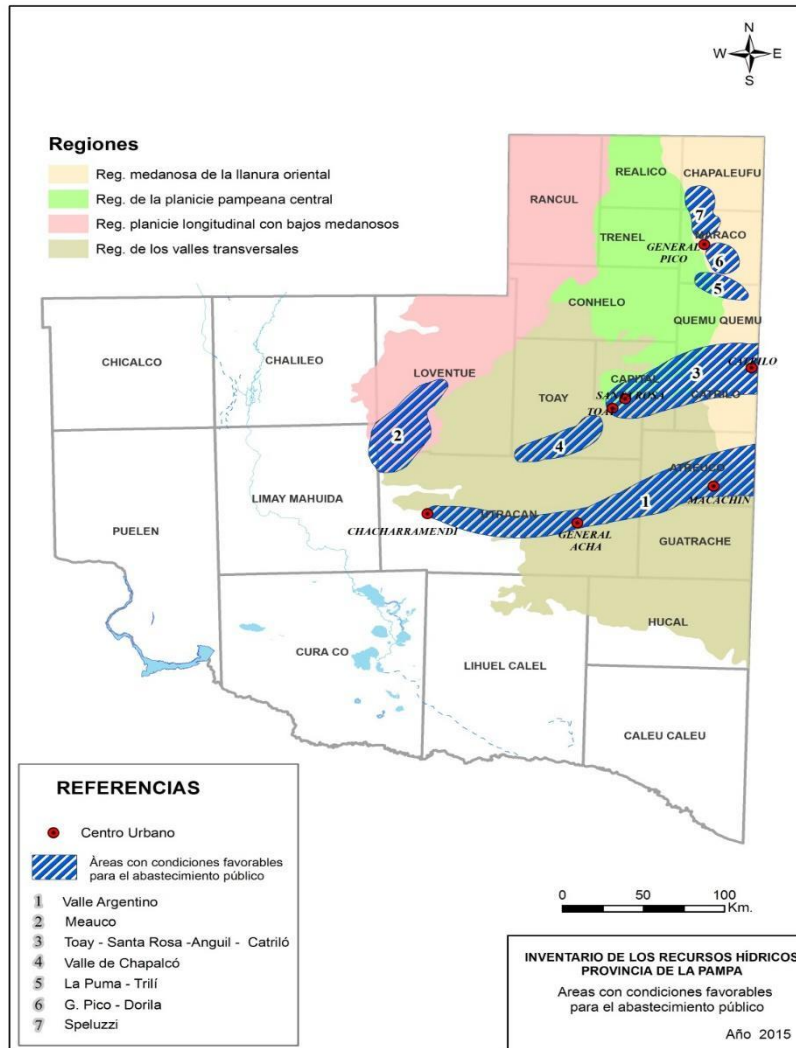 N
W E
S
Regiones
Reg. medanosa de la llanura oriental
Reg. de la planicie pampeana central
Reg. planicie longitudinal con bajos medanosos
Reg. de los valles transversales
REALICO
CHAPALEUFU
RANCUL
7
TRENEL
MARACO
GENERAL
PICO
6
5
CONHELO
QUEMU QUEMU
CHICALCO
CHALILEO
LOVENTUE
CATRILO
3
CAPITAL
SANTA ROSA
TOAY
TOAY
CATRILO
2
4
ATREUCO
LIMAY MAHUIDA
MACACHIN
1
PUELEN
UTRACAN
CHACHARRAMENDI
GENERAL
ACHA
GUATRACHE
HUCAL
CURA CO
LIHUEL CALEL
CALEU CALEU
REFERENCIAS
Centro Urbano
Àreas con condiciones favorables
para el abastecimiento público
1 Valle Argentino
2 Meauco
3 Toay - Santa Rosa -Anguil - Catriló
4 Valle de Chapalcó
5 La Puma - Trilí
6 G. Pico - Dorila
7 Speluzzi
0 50 100
Km.
INVENTARIO DE LOS RECURSOS HÍDRICOS
PROVINCIA DE LA PAMPA
Areas con condiciones favorables
para el abastecimiento público
Año 2015